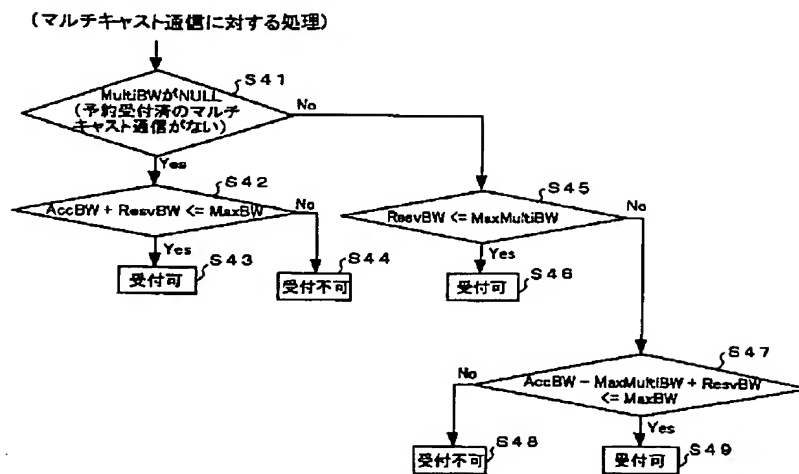 (マルチキャスト通信に対する処理)
S41
MultiBWがNULL
(予約受付済のマルチ
キャスト通信がない)
No
Yes
S42
AccBW + ResvBW <= MaxBW
No
Yes
S43
受付可
S44
受付不可
S45
ResvBW <= MaxMultiBW
No
Yes
S46
受付可
S47
AccBW - MaxMultiBW + ResvBW
<= MaxBW
No
Yes
S48
受付不可
S49
受付可